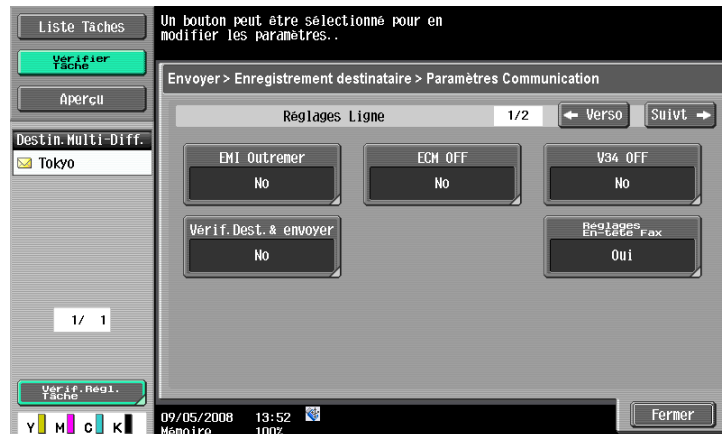 Liste Tâches
Vérifier
Tâche
Aperçu
Destin.Multi-Diff.
Tokyo
1/ 1
Vérif.Régl.
Tâche
Y M C K
Un bouton peut être sélectionné pour en
modifier les paramètres..
Envoyer > Enregistrement destinataire > Paramètres Communication
Réglages Ligne
1/2
← Verso
Suivt →
EMI Outremer
No
ECM OFF
No
V34 OFF
No
Vérif.Dest.& envoyer
No
Réglages
En-tête Fax
Oui
09/05/2008 13:52
Mémoire 100%
Fermer